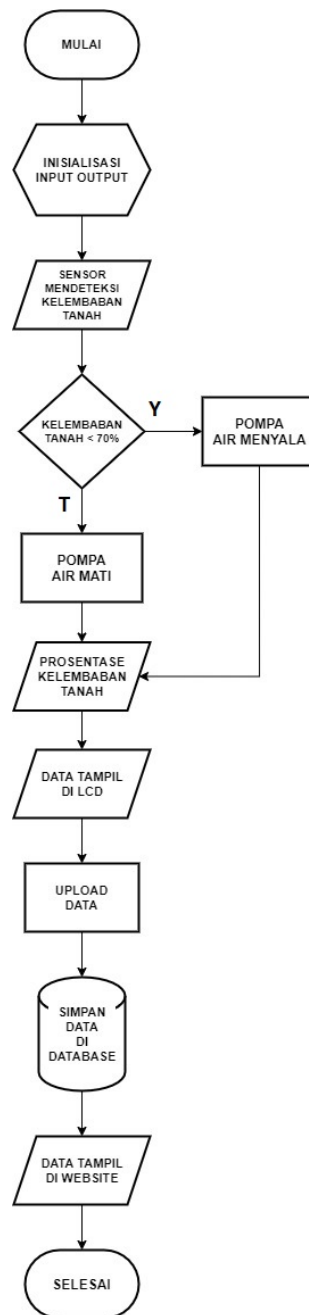 MULAI
INISIALISASI
INPUT OUTPUT
SENSOR
MENDETEKSI
KELEMBABAN
TANAH
KELEMBABAN
TANAH < 70%
Y
POMPA
AIR MENYALA
T
POMPA
AIR MATI
PROSENTASE
KELEMBABAN
TANAH
DATA TAMPIL
DI LCD
UPLOAD
DATA
SIMPAN
DATA
DI
DATABASE
DATA TAMPIL
DI WEBSITE
SELESAI